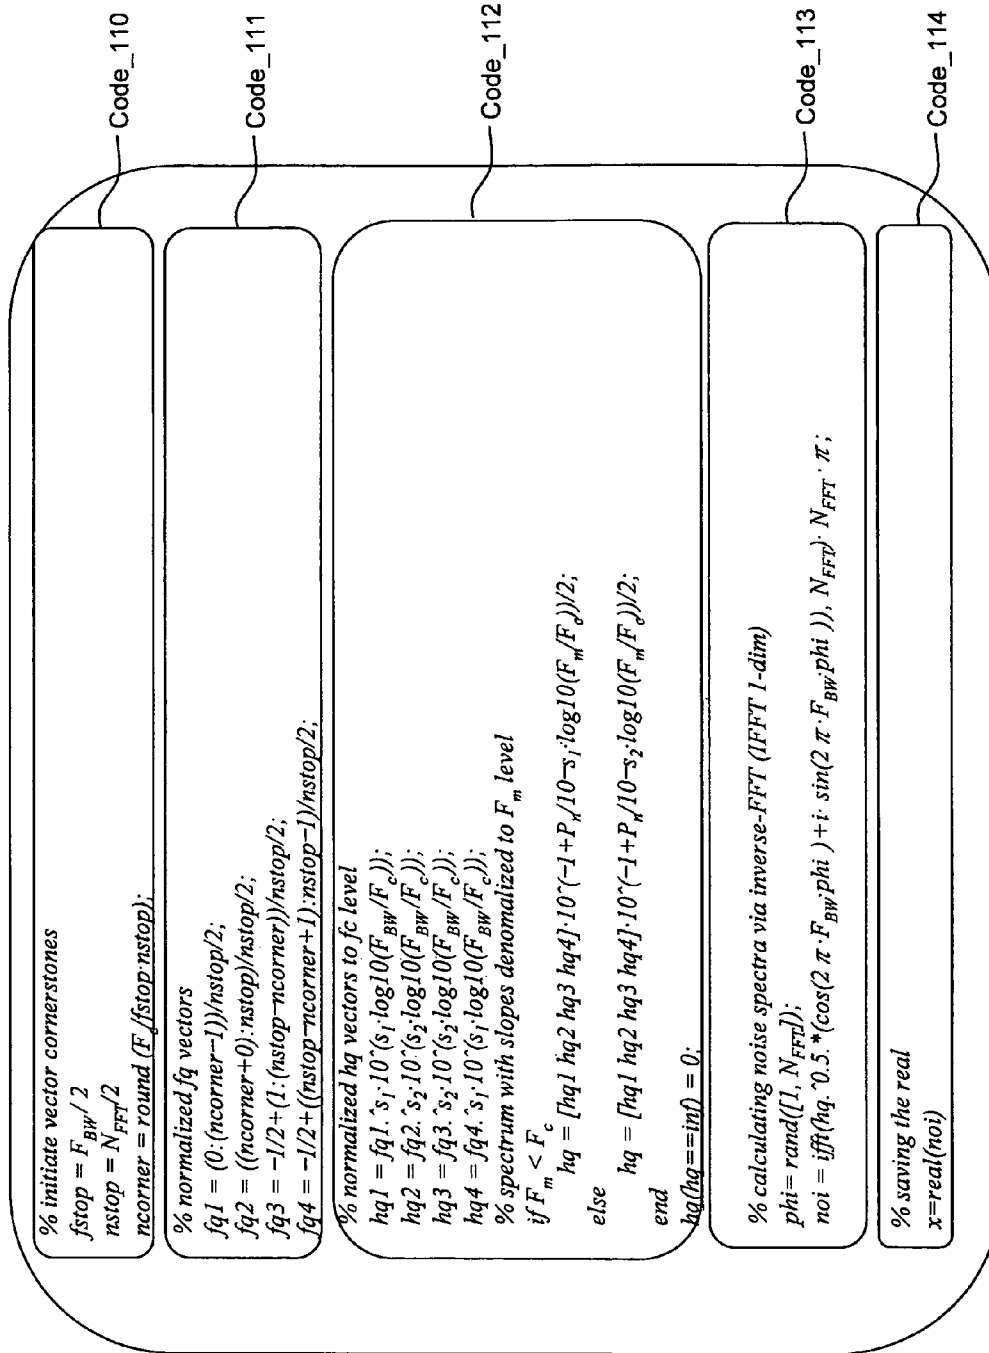 % initiate vector cornerstones
fstop = F_BW / 2
nstop = N_FFT/2
ncorner = round (F_c/fstop·nstop);
Code_110
% normalized fq vectors
fq1 = (0:(ncorner−1))/nstop/2;
fq2 = ((ncorner+0):nstop)/nstop/2;
fq3 = −1/2+(1:(nstop−ncorner))/nstop/2;
fq4 = −1/2+((nstop−ncorner+1):nstop−1)/nstop/2;
Code_111
% normalized hq vectors to fc level
hq1 = fq1.^s_1·10^(s_1·log10(F_BW/F_c));
hq2 = fq2.^s_2·10^(s_2·log10(F_BW/F_c));
hq3 = fq3.^s_2·10^(s_2·log10(F_BW/F_c));
hq4 = fq4.^s_1·10^(s_1·log10(F_BW/F_c));
% spectrum with slopes denomalized to F_m level
if F_m < F_c
hq = [hq1 hq2 hq3 hq4]·10^(−1+P_n/10−s_1·log10(F_m/F_c))/2;
else
hq = [hq1 hq2 hq3 hq4]·10^(−1+P_n/10−s_2·log10(F_m/F_c))/2;
end
hq(hq==inf) = 0;
Code_112
% calculating noise spectra via inverse-FFT (IFFT 1-dim)
phi= rand([1, N_FFT]);
noi = ifft(hq.^0.5.*(cos(2 π·F_BW·phi ) +i· sin(2 π·F_BW·phi )), N_FFT)· N_FFT · π ;
Code_113
% saving the real
x=real(noi)
Code_114